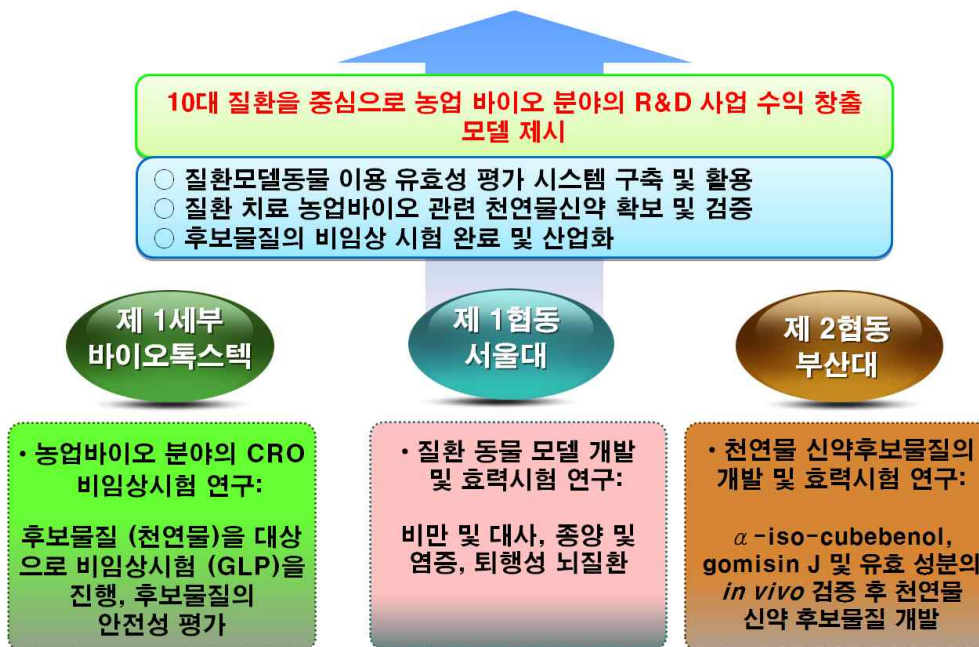 10대 질환을 중심으로 농업 바이오 분야의 R&D 사업 수익 창출
모델 제시
○ 질환모델동물 이용 유효성 평가 시스템 구축 및 활용
○ 질환 치료 농업바이오 관련 천연물신약 확보 및 검증
○ 후보물질의 비임상 시험 완료 및 산업화
제 1세부
바이오톡스텍
제 1협동
서울대
제 2협동
부산대
· 농업바이오 분야의 CRO
비임상시험 연구:
후보물질 (천연물)을 대상
으로 비임상시험 (GLP)을
진행, 후보물질의
안전성 평가
· 질환 동물 모델 개발
및 효력시험 연구:
비만 및 대사, 종양 및
염증, 퇴행성 뇌질환
· 천연물 신약후보물질의
개발 및 효력시험 연구:
α-iso-cubebenol,
gomisin J 및 유효 성분의
in vivo 검증 후 천연물
신약 후보물질 개발